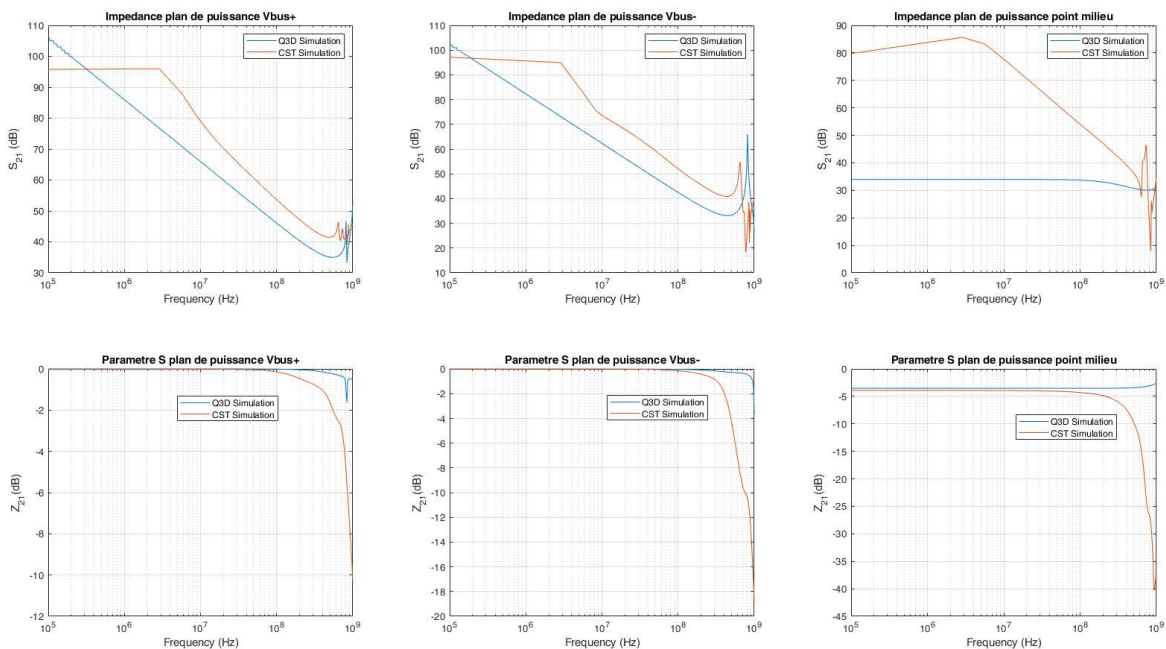 Impedance plan de puissance Vbus+
110
100
90
80
70
60
50
40
30
S21 (dB)
Q3D Simulation
CST Simulation
10^5 10^6 10^7 10^8 10^9
Frequency (Hz)
Impedance plan de puissance Vbus-
110
100
90
80
70
60
50
40
30
20
10
S21 (dB)
Q3D Simulation
CST Simulation
10^5 10^6 10^7 10^8 10^9
Frequency (Hz)
Impedance plan de puissance point milieu
90
80
70
60
50
40
30
20
10
0
S21 (dB)
Q3D Simulation
CST Simulation
10^5 10^6 10^7 10^8 10^9
Frequency (Hz)
Parametre S plan de puissance Vbus+
0
-2
-4
-6
-8
-10
-12
Z21(dB)
Q3D Simulation
CST Simulation
10^5 10^6 10^7 10^8 10^9
Frequency (Hz)
Parametre S plan de puissance Vbus-
0
-2
-4
-6
-8
-10
-12
-14
-16
-18
-20
Z21(dB)
Q3D Simulation
CST Simulation
10^5 10^6 10^7 10^8 10^9
Frequency (Hz)
Parametre S plan de puissance point milieu
0
-5
-10
-15
-20
-25
-30
-35
-40
-45
Z21(dB)
Q3D Simulation
CST Simulation
10^5 10^6 10^7 10^8 10^9
Frequency (Hz)